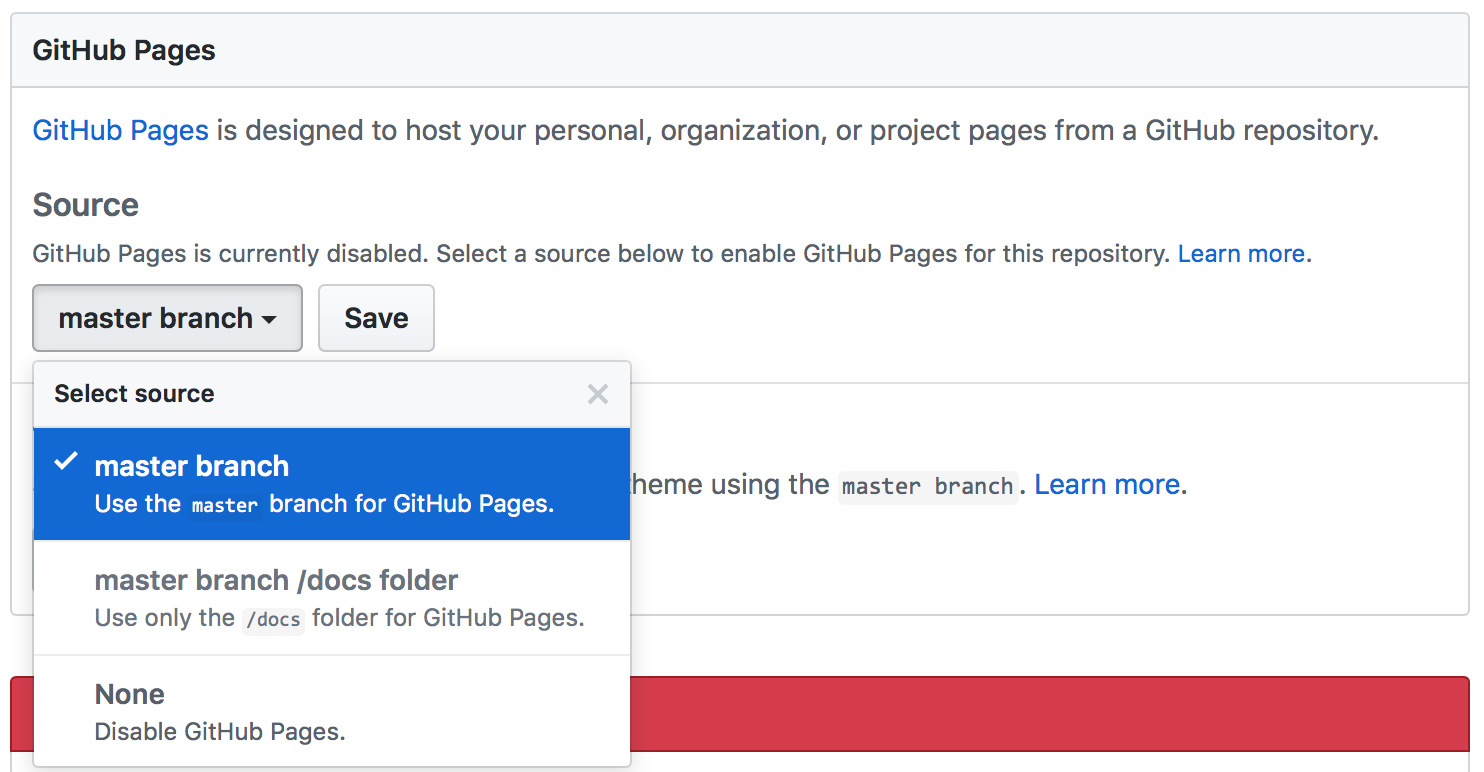 GitHub Pages
GitHub Pages is designed to host your personal, organization, or project pages from a GitHub repository.
Source
GitHub Pages is currently disabled. Select a source below to enable GitHub Pages for this repository. Learn more.
master branch Save
Select source
master branch
Use the master branch for GitHub Pages.
theme using the master branch. Learn more.
master branch /docs folder
Use only the /docs folder for GitHub Pages.
None
Disable GitHub Pages.